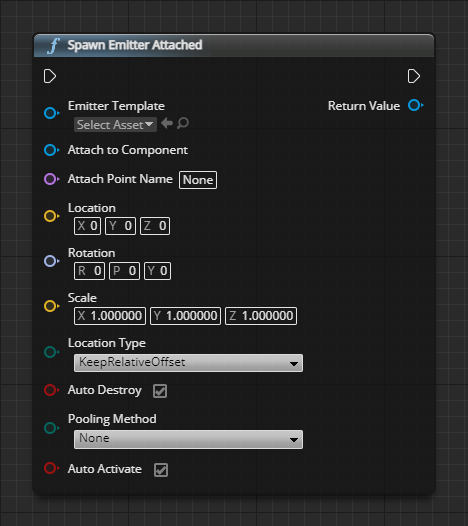 f Spawn Emitter Attached
Emitter Template Return Value
Select Asset
Attach to Component
Attach Point Name None
Location
X 0 Y 0 Z 0
Rotation
R 0 P 0 Y 0
Scale
X 1.000000 Y 1.000000 Z 1.000000
Location Type
KeepRelativeOffset
Auto Destroy
Pooling Method
None
Auto Activate